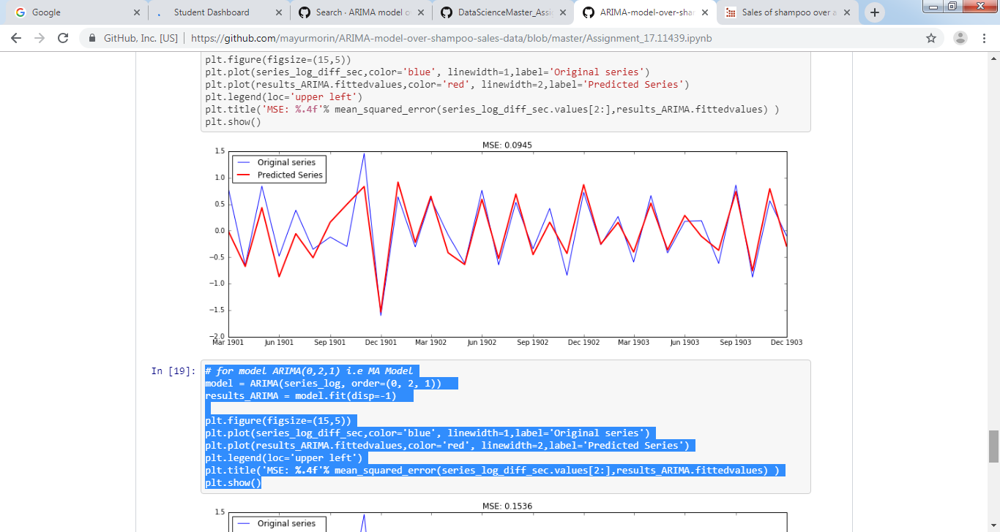 Google
Student Dashboard
Search · ARIMA model o
DataScienceMaster_Assi
ARIMA-model-over-sha
Sales of shampoo over a
GitHub, Inc. [US] | https://github.com/mayurmorin/ARIMA-model-over-shampoo-sales-data/blob/master/Assignment_17.11439.ipynb
plt.figure(figsize=(15,5))
plt.plot(series_log_diff_sec,color='blue', linewidth=1,label='Original series')
plt.plot(results_ARIMA.fittedvalues,color='red', linewidth=2,label='Predicted Series')
plt.legend(loc='upper left')
plt.title('MSE: %.4f'% mean_squared_error(series_log_diff_sec.values[2:],results_ARIMA.fittedvalues) )
plt.show()
MSE: 0.0945
1.5
1.0
0.5
0.0
−0.5
−1.0
−1.5
−2.0
Original series
Predicted Series
Mar 1901 Jun 1901 Sep 1901 Dec 1901 Mar 1902 Jun 1902 Sep 1902 Dec 1902 Mar 1903 Jun 1903 Sep 1903 Dec 1903
In [19]:
# for model ARIMA(0,2,1) i.e MA Model
model = ARIMA(series_log, order=(0, 2, 1))
results_ARIMA = model.fit(disp=-1)
plt.figure(figsize=(15,5))
plt.plot(series_log_diff_sec,color='blue', linewidth=1,label='Original series')
plt.plot(results_ARIMA.fittedvalues,color='red', linewidth=2,label='Predicted Series')
plt.legend(loc='upper left')
plt.title('MSE: %.4f'% mean_squared_error(series_log_diff_sec.values[2:],results_ARIMA.fittedvalues) )
plt.show()
MSE: 0.1536
1.5
Original series